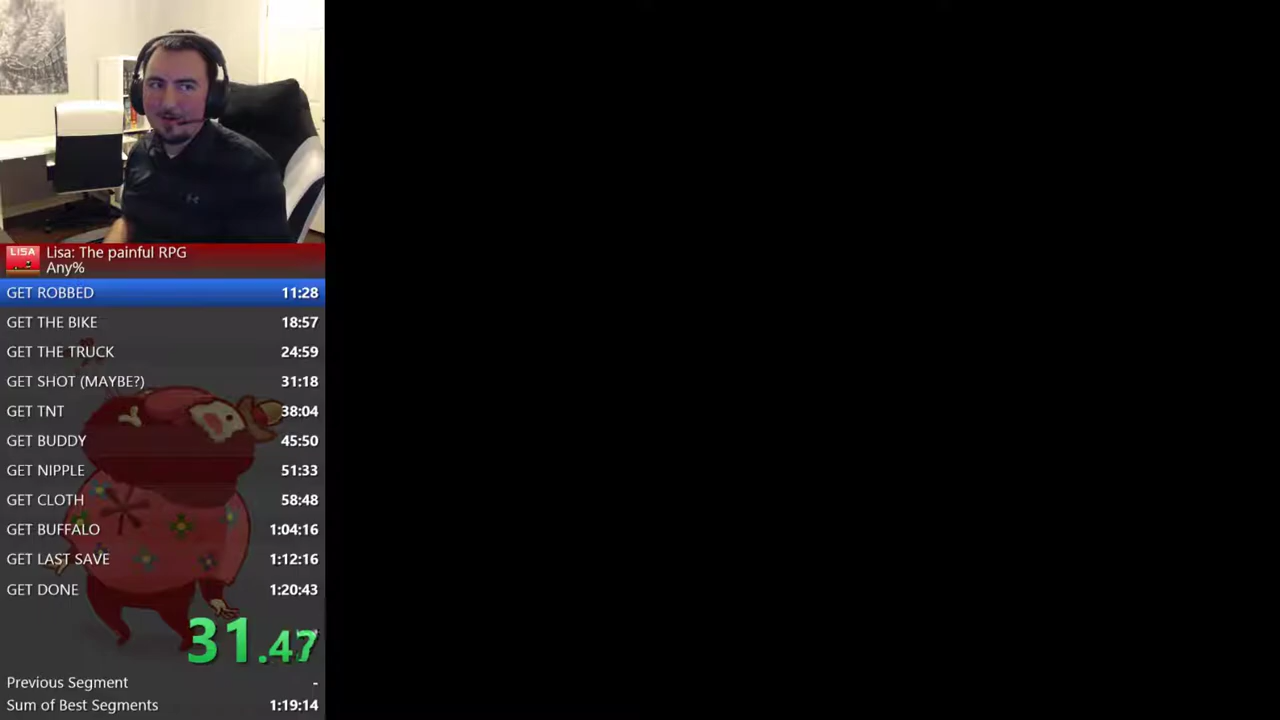 LISA
Lisa: The painful RPG
Any%
GET ROBBED 11:28
GET THE BIKE 18:57
GET THE TRUCK 24:59
GET SHOT (MAYBE?) 31:18
GET TNT 38:04
GET BUDDY 45:50
GET NIPPLE 51:33
GET CLOTH 58:48
GET BUFFALO 1:04:16
GET LAST SAVE 1:12:16
GET DONE 1:20:43
31.47
Previous Segment -
Sum of Best Segments 1:19:14